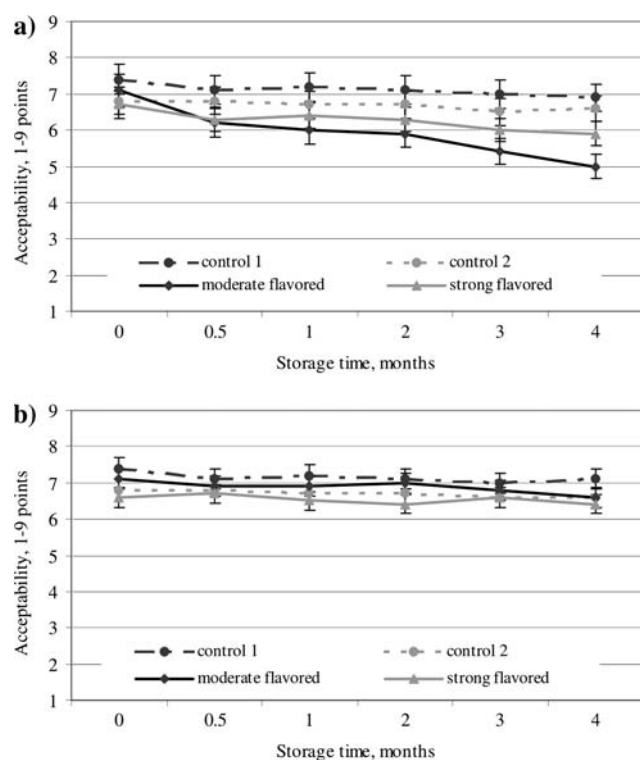 a)
9
8
7
6
5
4
3
2
1
Acceptability, 1-9 points
control 1
control 2
moderate flavored
strong flavored
0 0.5 1 2 3 4
Storage time, months
b)
9
8
7
6
5
4
3
2
1
Acceptability, 1-9 points
control 1
control 2
moderate flavored
strong flavored
0 0.5 1 2 3 4
Storage time, months